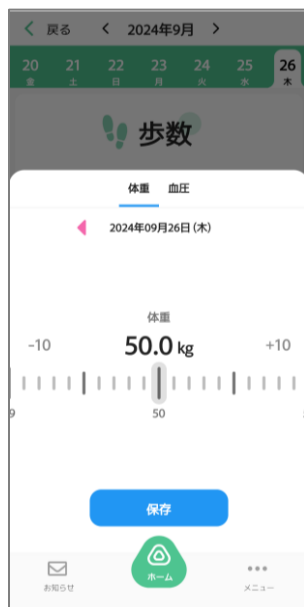 戻る 2024年9月
20 21 22 23 24 25 26
金 土 日 月 火 水 木
歩数
体重 血圧
2024年09月26日(木)
体重
-10 50.0 kg +10
9 50
保存
お知らせ ホーム メニュー